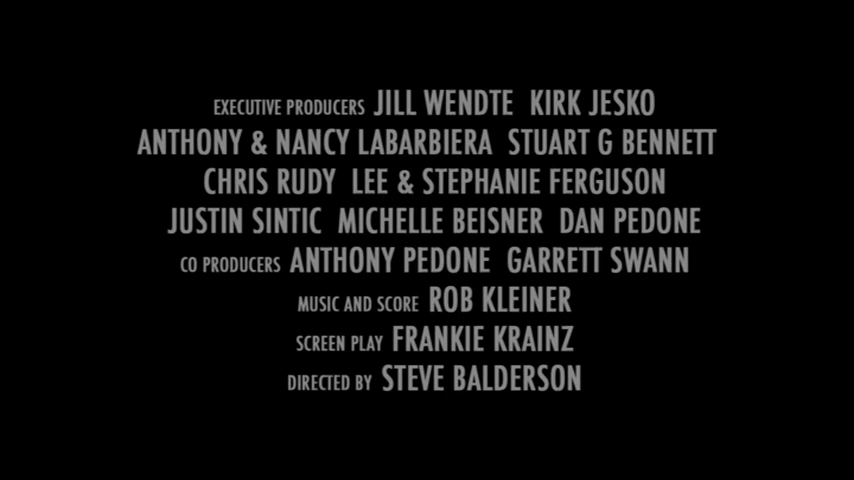 EXECUTIVE PRODUCERS JILL WENDTE KIRK JESKO
ANTHONY & NANCY LABARBIERA STUART G BENNETT
CHRIS RUDY LEE & STEPHANIE FERGUSON
JUSTIN SINTIC MICHELLE BEISNER DAN PEDONE
CO PRODUCERS ANTHONY PEDONE GARRETT SWANN
MUSIC AND SCORE ROB KLEINER
SCREEN PLAY FRANKIE KRAINZ
DIRECTED BY STEVE BALDERSON